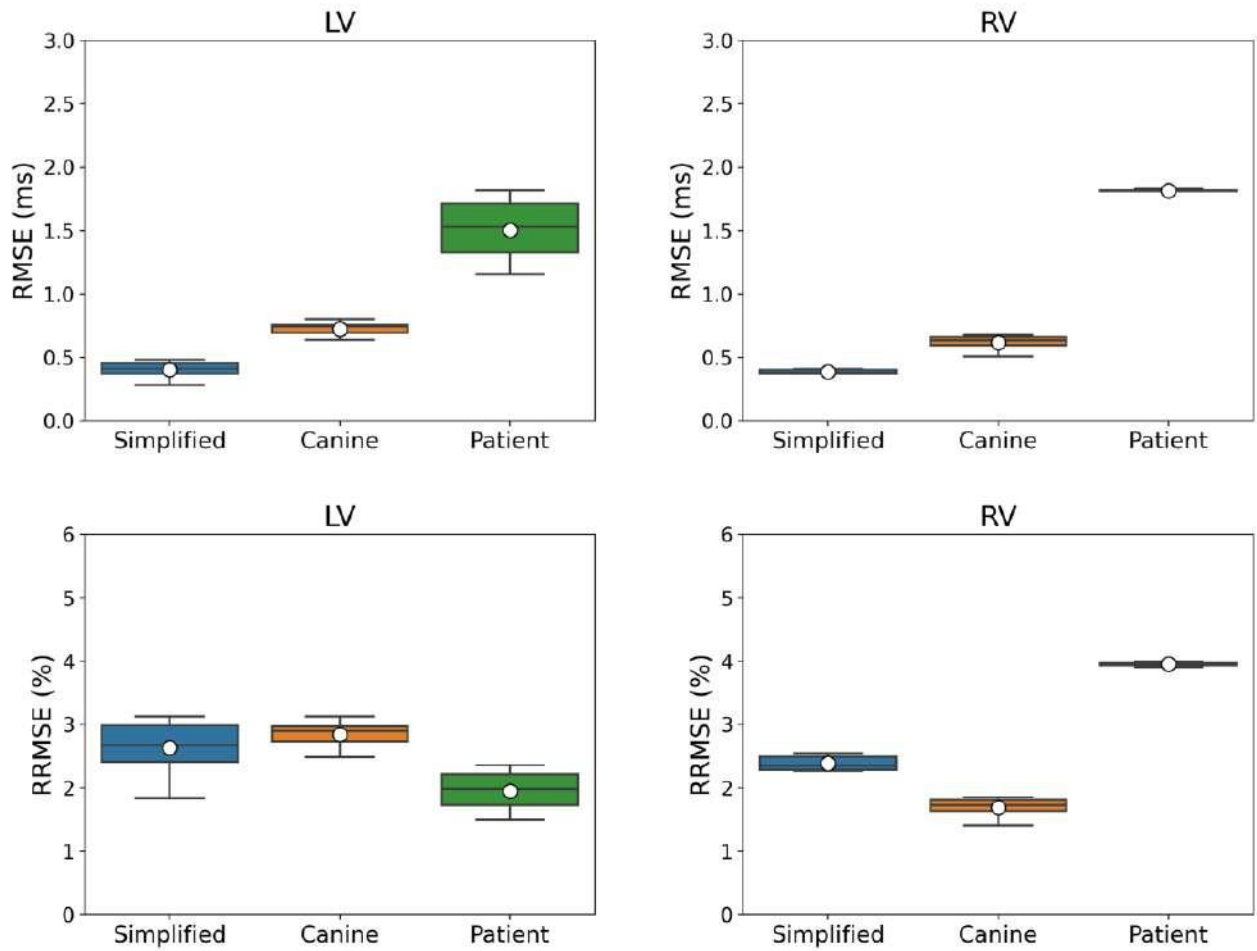 LV
RMSE (ms)
3.0
2.5
2.0
1.5
1.0
0.5
0.0
Simplified Canine Patient
RV
RMSE (ms)
3.0
2.5
2.0
1.5
1.0
0.5
0.0
Simplified Canine Patient
LV
RRMSE (%)
6
5
4
3
2
1
0
Simplified Canine Patient
RV
RRMSE (%)
6
5
4
3
2
1
0
Simplified Canine Patient